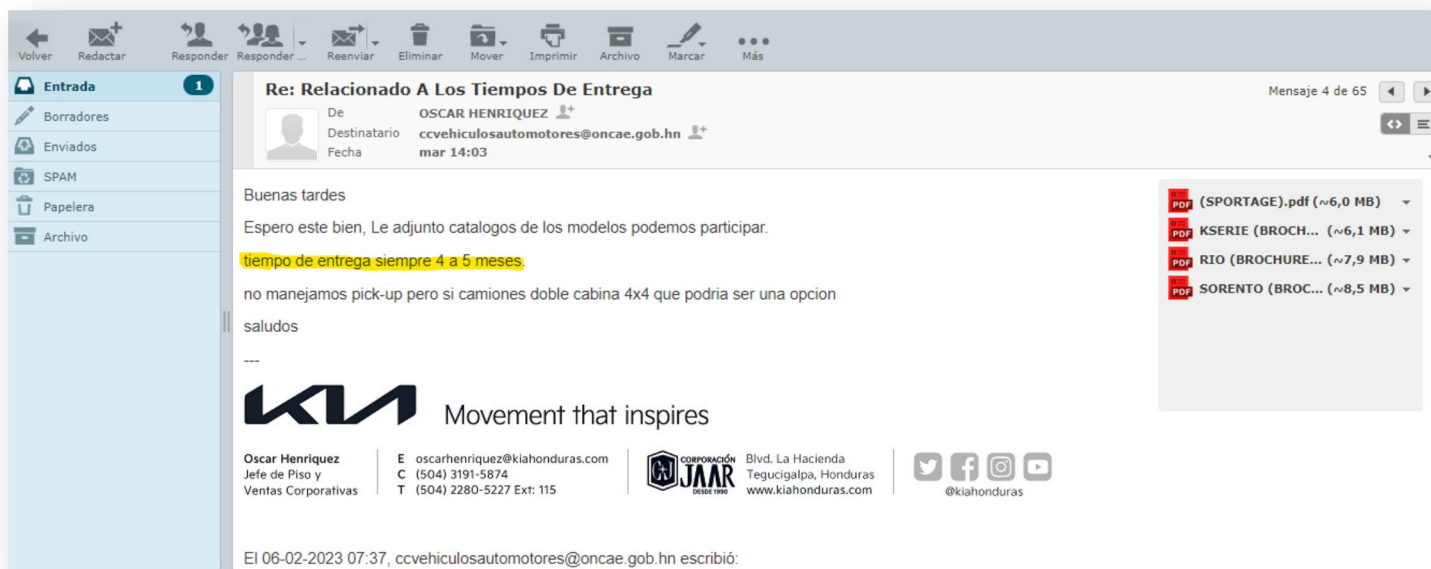 Volver
Redactar
Responder
Responder ...
Reenviar
Eliminar
Mover
Imprimir
Archivo
Marcar
Más
Entrada 1
Borradores
Enviados
SPAM
Papelera
Archivo
Re: Relacionado A Los Tiempos De Entrega
Mensaje 4 de 65
De OSCAR HENRIQUEZ
Destinatario ccvehiculosautomotores@oncae.gob.hn
Fecha mar 14:03
Buenas tardes
Espero este bien, Le adjunto catalogos de los modelos podemos participar.
tiempo de entrega siempre 4 a 5 meses.
no manejamos pick-up pero si camiones doble cabina 4x4 que podria ser una opcion
saludos
---
PDF (SPORTAGE).pdf (~6,0 MB)
PDF KSERIE (BROCH... (~6,1 MB)
PDF RIO (BROCHURE... (~7,9 MB)
PDF SORENTO (BROC... (~8,5 MB)
KIA Movement that inspires
Oscar Henriquez
Jefe de Piso y
Ventas Corporativas
E oscarhenriquez@kiahonduras.com
C (504) 3191-5874
T (504) 2280-5227 Ext: 115
CORPORACIÓN
JAAR
DESDE 1990
Blvd. La Hacienda
Tegucigalpa, Honduras
www.kiahonduras.com
@kiahonduras
El 06-02-2023 07:37, ccvehiculosautomotores@oncae.gob.hn escribió: